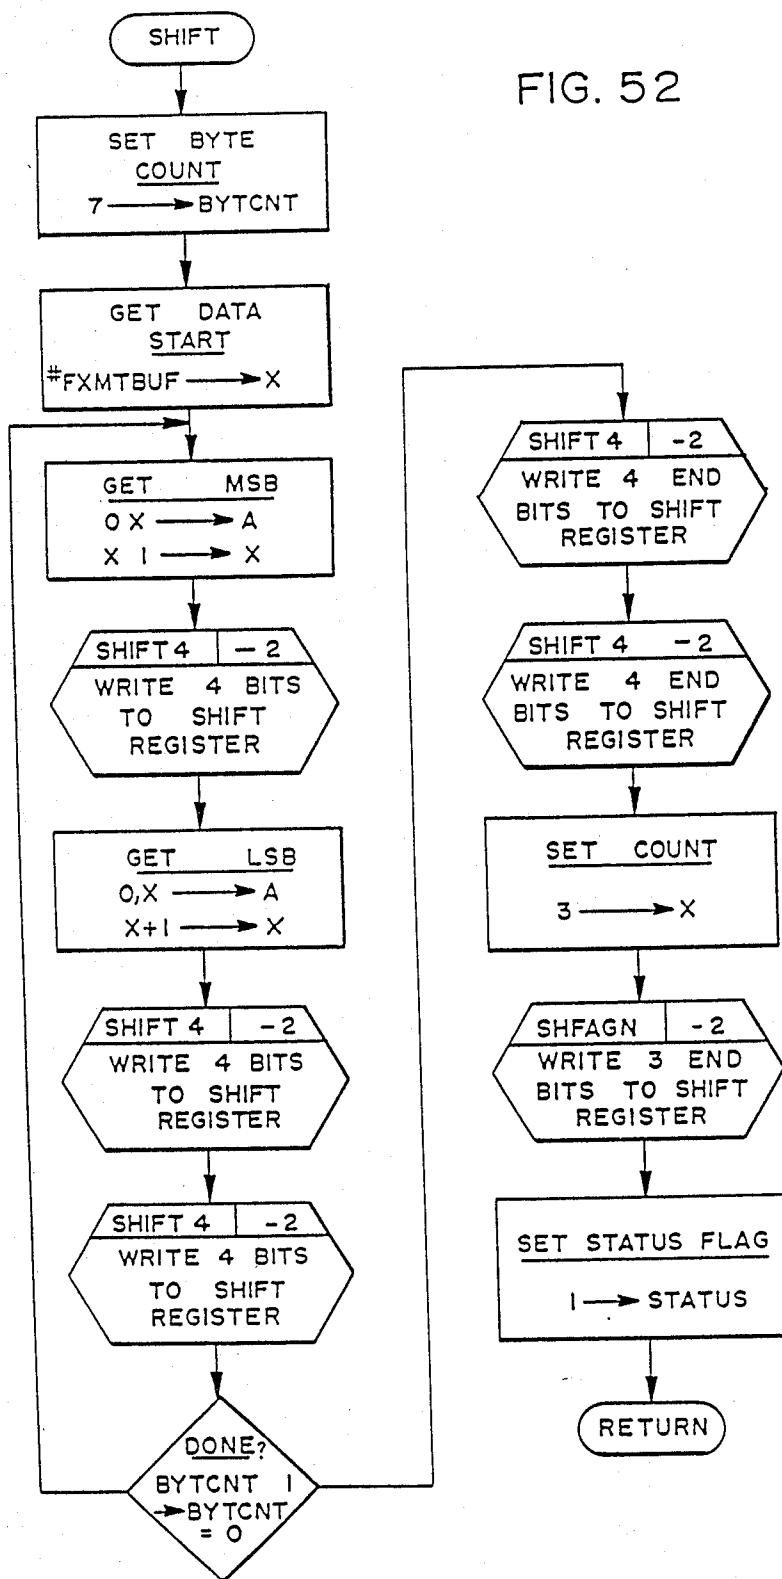 SHIFT
FIG. 52
SET BYTE
COUNT
7 → BYTCNT
GET DATA
START
#FXMTBUF → X
GET MSB
0 X → A
X 1 → X
SHIFT 4 -2
WRITE 4 BITS
TO SHIFT
REGISTER
GET LSB
0,X → A
X+1 → X
SHIFT 4 -2
WRITE 4 BITS
TO SHIFT
REGISTER
SHIFT 4 -2
WRITE 4 BITS
TO SHIFT
REGISTER
DONE?
BYTCNT 1
→ BYTCNT
= 0
SHIFT 4 -2
WRITE 4 END
BITS TO SHIFT
REGISTER
SHIFT 4 -2
WRITE 4 END
BITS TO SHIFT
REGISTER
SET COUNT
3 → X
SHFAGN -2
WRITE 3 END
BITS TO SHIFT
REGISTER
SET STATUS FLAG
1 → STATUS
RETURN